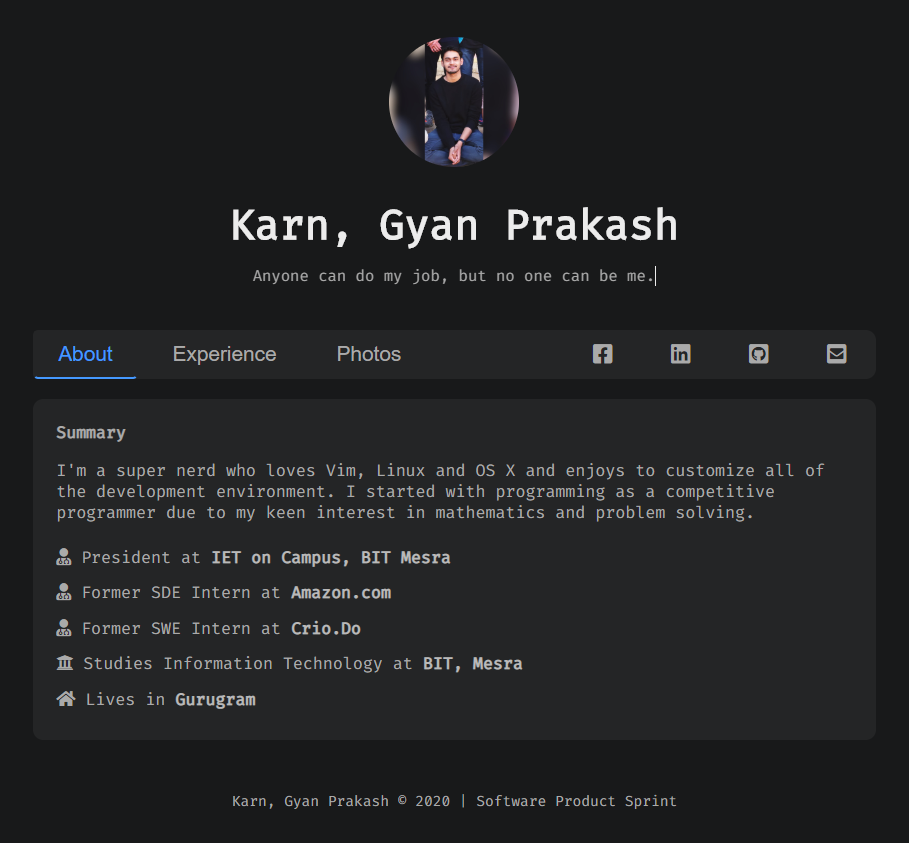 Karn, Gyan Prakash
Anyone can do my job, but no one can be me.
About Experience Photos
Summary
I'm a super nerd who loves Vim, Linux and OS X and enjoys to customize all of
the development environment. I started with programming as a competitive
programmer due to my keen interest in mathematics and problem solving.
President at IET on Campus, BIT Mesra
Former SDE Intern at Amazon.com
Former SWE Intern at Crio.Do
Studies Information Technology at BIT, Mesra
Lives in Gurugram
Karn, Gyan Prakash © 2020 | Software Product Sprint